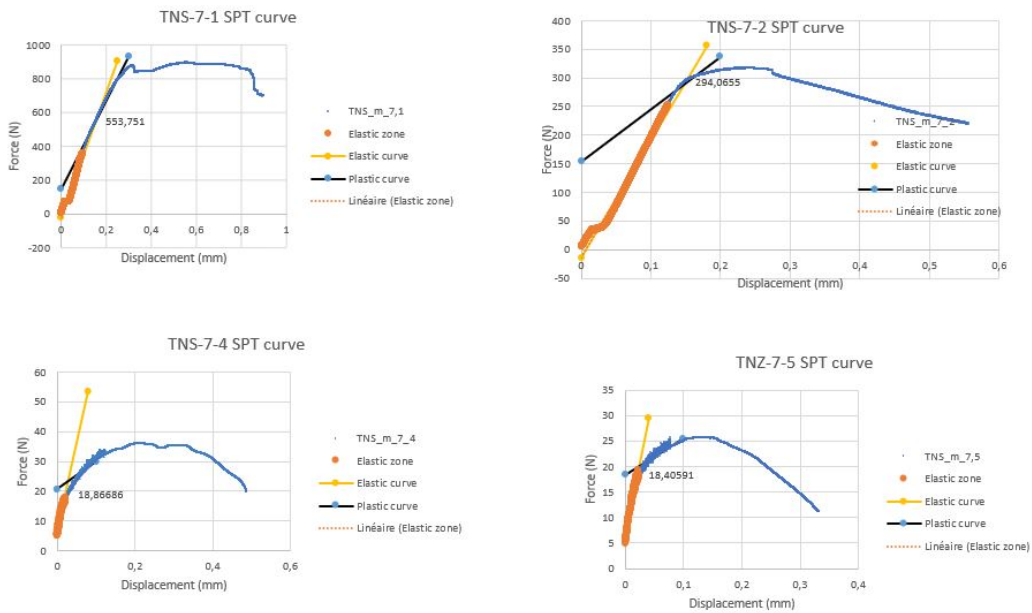 TNS-7-1 SPT curve
1000
800
600
400
200
0
-200
0
0,2
0,4
0,6
0,8
1
553,751
Force (N)
Displacement (mm)
TNS_m_7,1
Elastic zone
Elastic curve
Plastic curve
Linéaire (Elastic zone)
TNS-7-2 SPT curve
400
350
300
250
200
150
100
50
0
-50
0
0,1
0,2
0,3
0,4
0,5
0,6
294,0655
Force (N)
Displacement (mm)
TNS_m_7_2
Elastic zone
Elastic curve
Plastic curve
Linéaire (Elastic zone)
TNS-7-4 SPT curve
60
50
40
30
20
10
0
0
0,2
0,4
0,6
18,86686
Force (N)
Displacement (mm)
TNS_m_7_4
Elastic zone
Elastic curve
Plastic curve
Linéaire (Elastic zone)
TNZ-7-5 SPT curve
35
30
25
20
15
10
5
0
0
0,1
0,2
0,3
0,4
18,40591
Force (N)
Displacement (mm)
TNS_m_7,5
Elastic zone
Elastic curve
Plastic curve
Linéaire (Elastic zone)